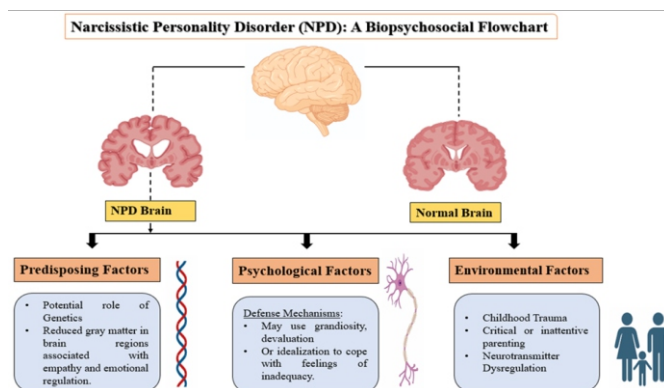 Narcissistic Personality Disorder (NPD): A Biopsychosocial Flowchart
NPD Brain
Normal Brain
Predisposing Factors
• Potential role of
Genetics
• Reduced gray matter in
brain regions
associated with
empathy and emotional
regulation.
Psychological Factors
Defense Mechanisms:
• May use grandiosity,
devaluation
• Or idealization to cope
with feelings of
inadequacy.
Environmental Factors
• Childhood Trauma
• Critical or inattentive
parenting
• Neurotransmitter
Dysregulation